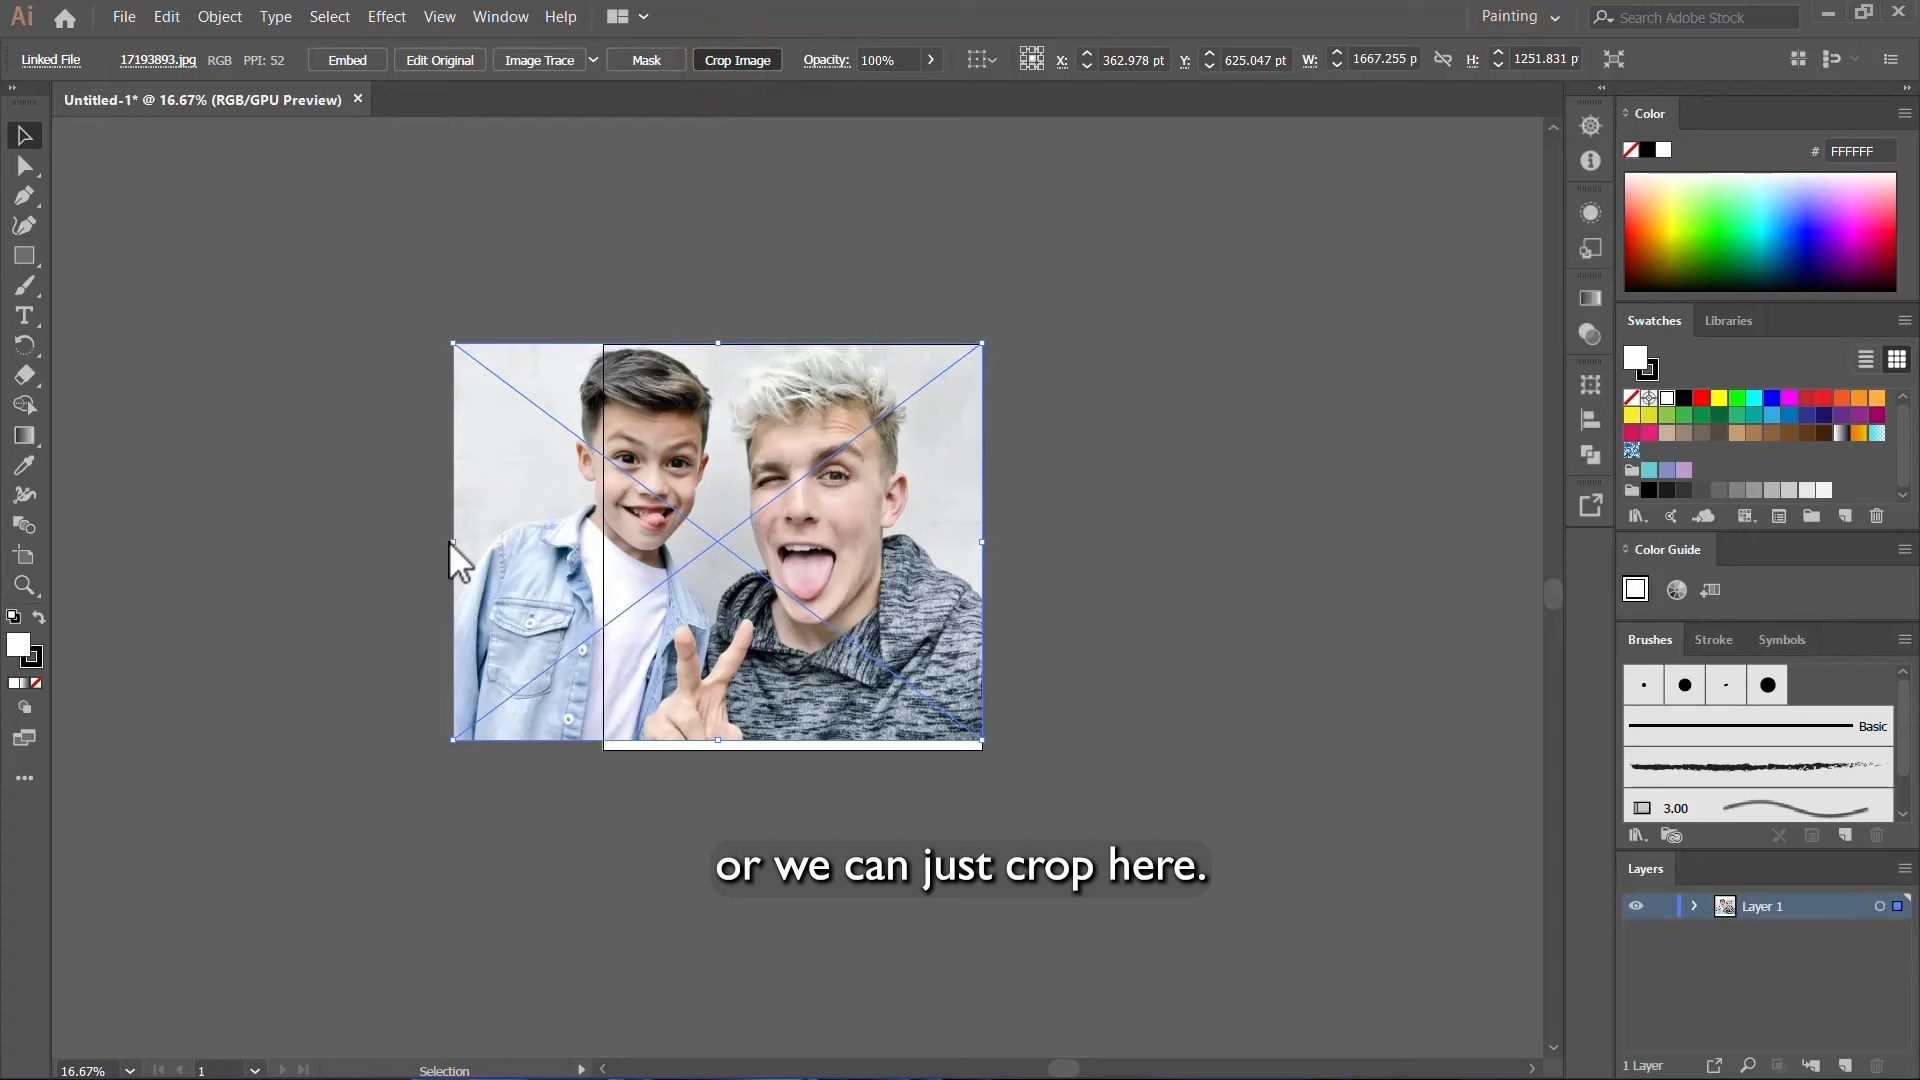 Ai File Edit Object Type Select Effect View Window Help Painting Search Adobe Stock
Linked File 17193893.jpg RGB PPI: 52 Embed Edit Original Image Trace Mask Crop Image Opacity: 100% X: 362.978 pt Y: 625.047 pt W: 1667.255 p H: 1251.831 p
Untitled-1* @ 16.67% (RGB/GPU Preview)
Color
# FFFFFF
Swatches Libraries
Color Guide
Brushes Stroke Symbols
Basic
3.00
or we can just crop here.
Layers
Layer 1
1 Layer
16.67% 1 Selection